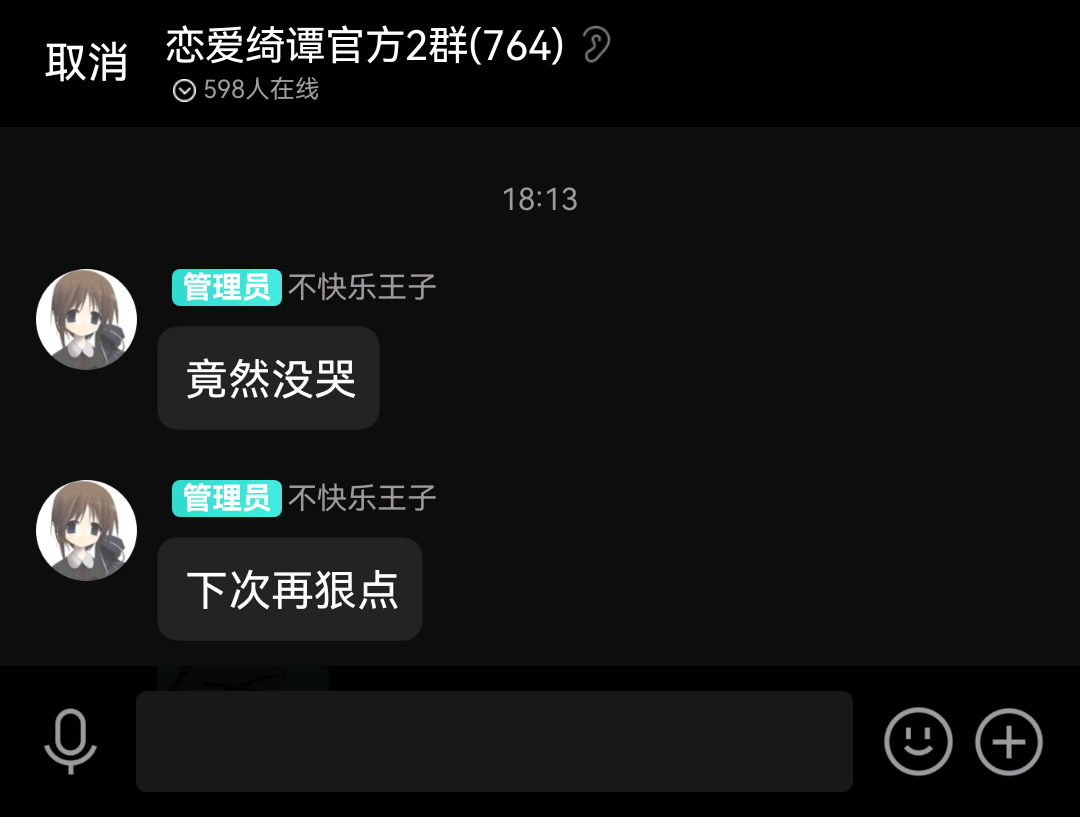 取消
恋爱绮谭官方2群(764)
598人在线
18:13
管理员 不快乐王子
竟然没哭
管理员 不快乐王子
下次再狠点